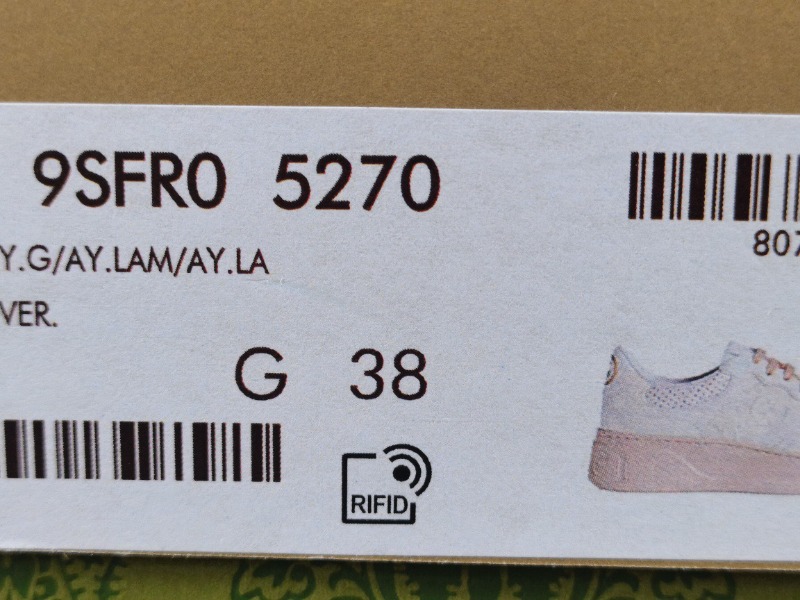 9SFR0 5270
Y.G/AY.LAM/AY.LA
807
VER.
G 38
RIFID